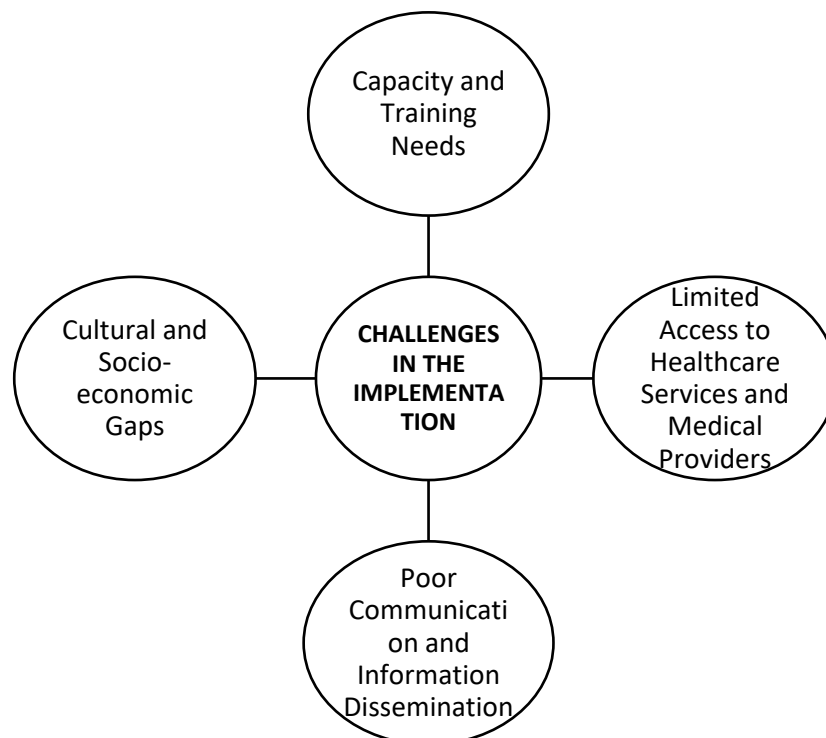 Capacity and
Training
Needs
Cultural and
Socio-
economic
Gaps
CHALLENGES
IN THE
IMPLEMENTA
TION
Limited
Access to
Healthcare
Services and
Medical
Providers
Poor
Communicati
on and
Information
Dissemination